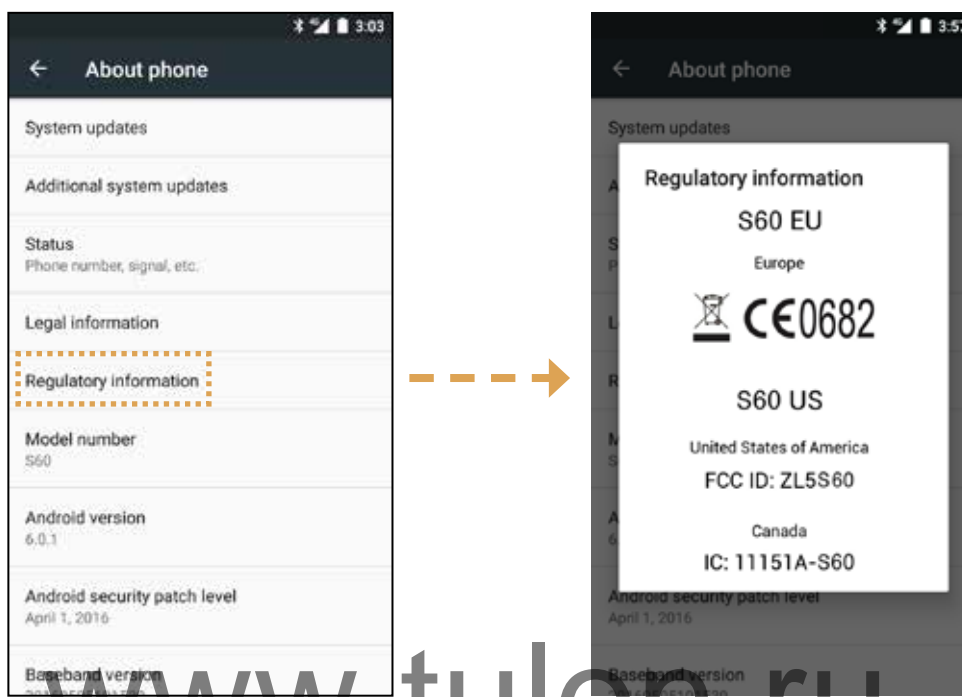 3:03
About phone
System updates
Additional system updates
Status
Phone number, signal, etc.
Legal information
Regulatory information
Model number
S60
Android version
6.0.1
Android security patch level
April 1, 2016
Baseband version
3:57
About phone
System updates
Regulatory information
S60 EU
Europe
CE0682
S60 US
United States of America
FCC ID: ZL5S60
Canada
IC: 11151A-S60
Android security patch level
April 1, 2016
Baseband version